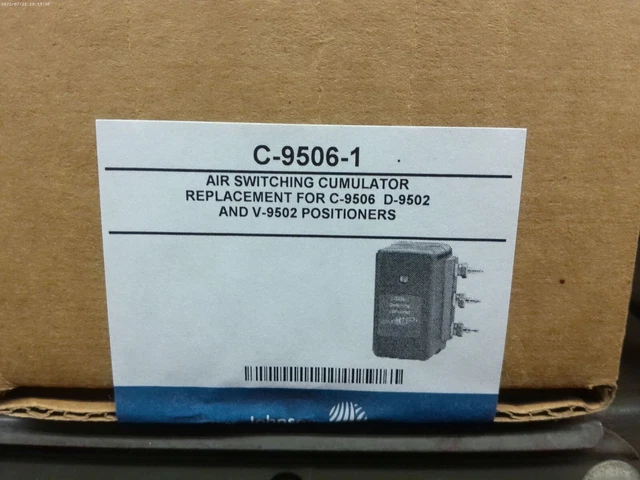 C-9506-1
AIR SWITCHING CUMULATOR
REPLACEMENT FOR C-9506 D-9502
AND V-9502 POSITIONERS